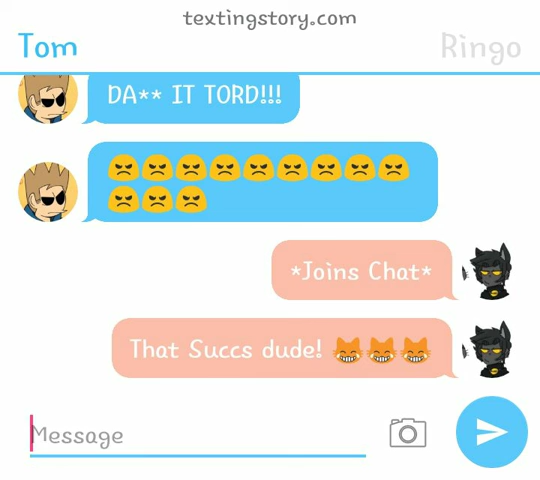 textingstory.com
Tom
Ringo
DA** IT TORD!!!
😠😠😠😠😠😠😠😠😠
😠😠😠
*Joins Chat*
That Succs dude! 😹😹😹
Message